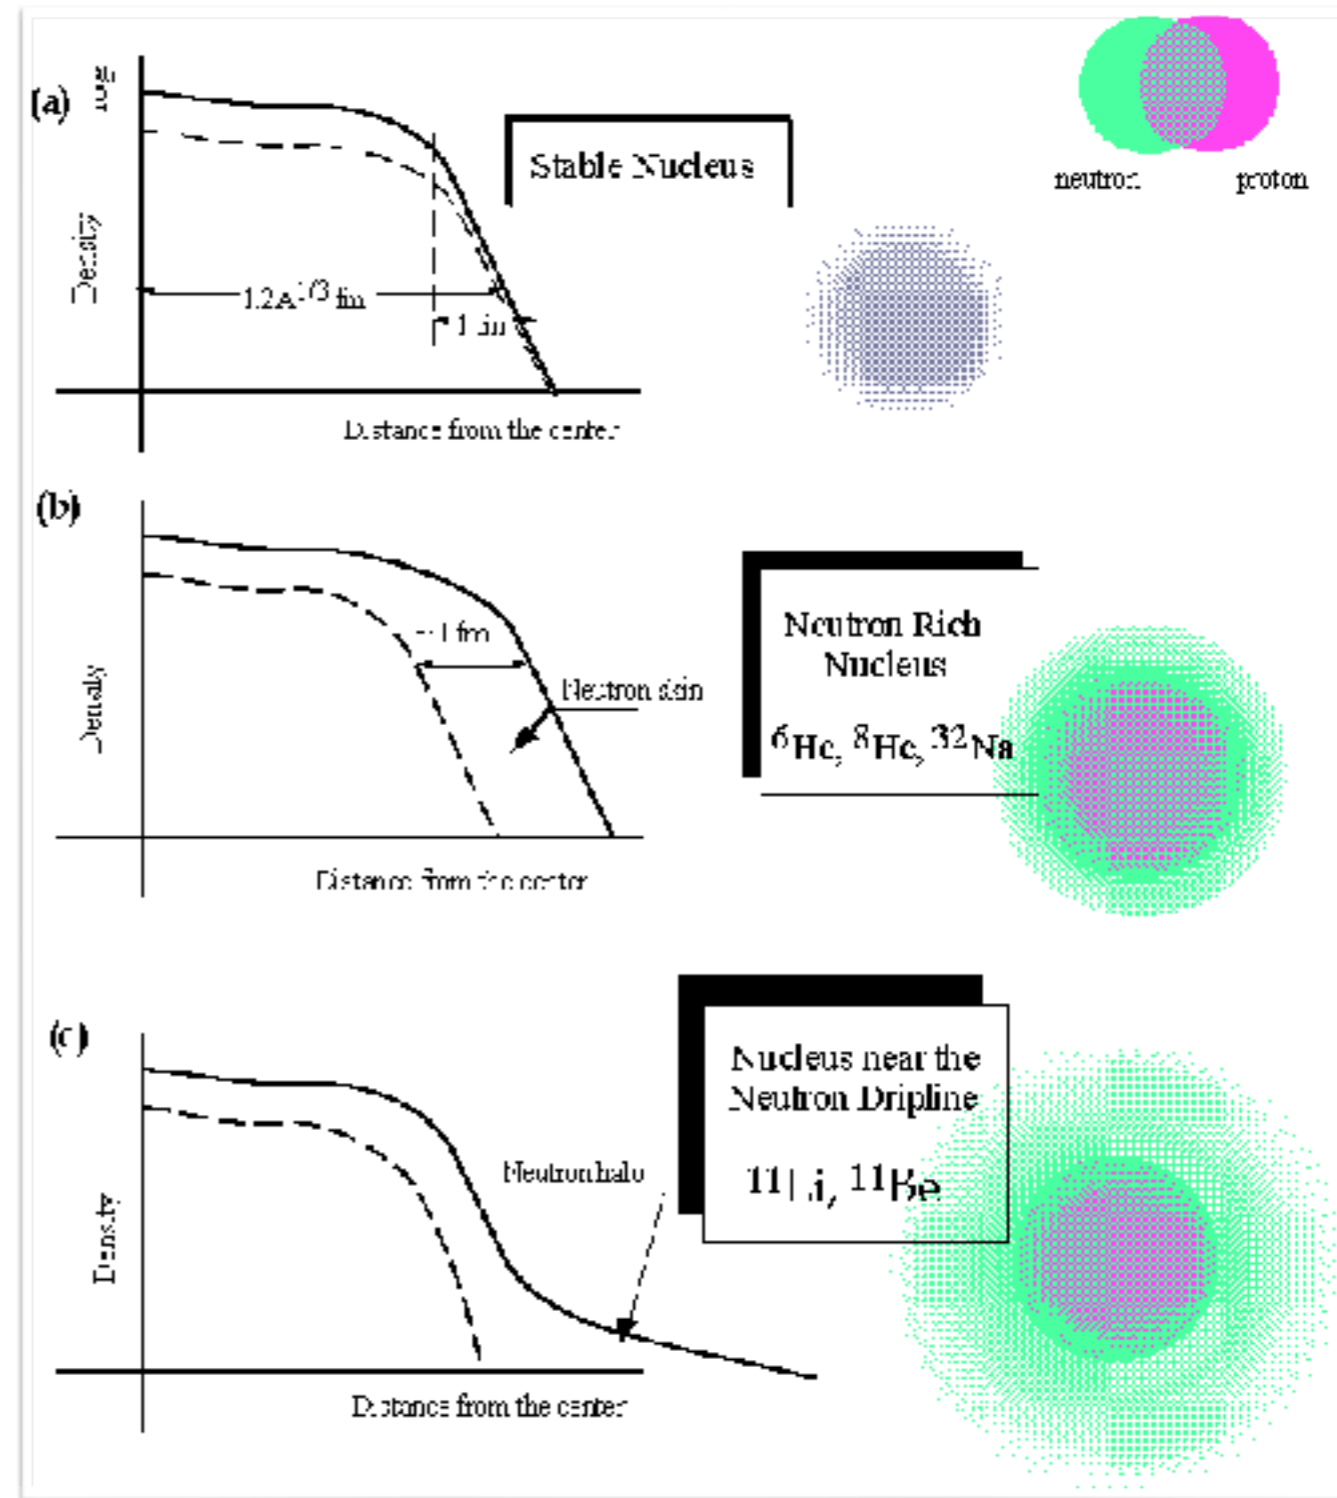 (a)
log
Density
Stable Nucleus
neutron
proton
1.2A1/3 fm
Distance from the center
(b)
~1 fm
Neutron skin
Density
Neutron Rich
Nucleus
6He, 8He, 32Na
Distance from the center
(c)
Nucleus near the
Neutron Dripline
11Li, 11Be
Neutron halo
Density
Distance from the center